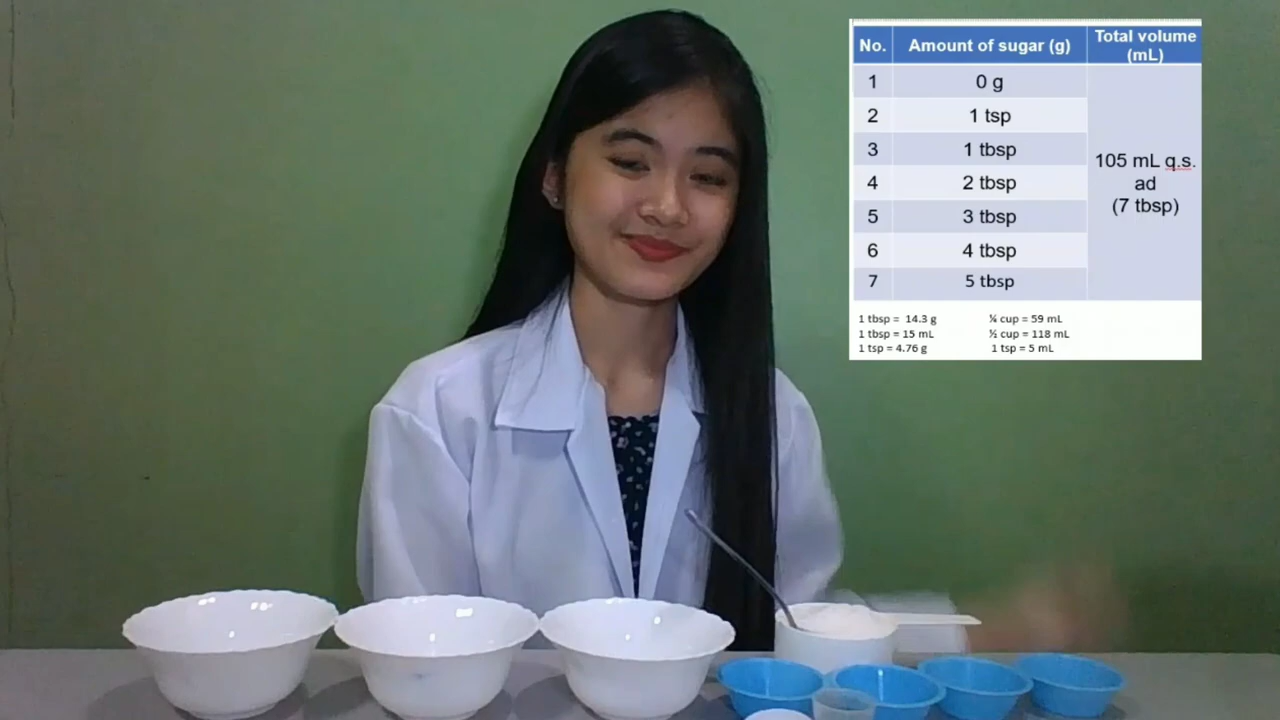 No. Amount of sugar (g) Total volume (mL)
1 0 g
2 1 tsp
3 1 tbsp
4 2 tbsp
5 3 tbsp
6 4 tbsp
7 5 tbsp
105 mL q.s.
ad
(7 tbsp)
1 tbsp = 14.3 g ¼ cup = 59 mL
1 tbsp = 15 mL ½ cup = 118 mL
1 tsp = 4.76 g 1 tsp = 5 mL